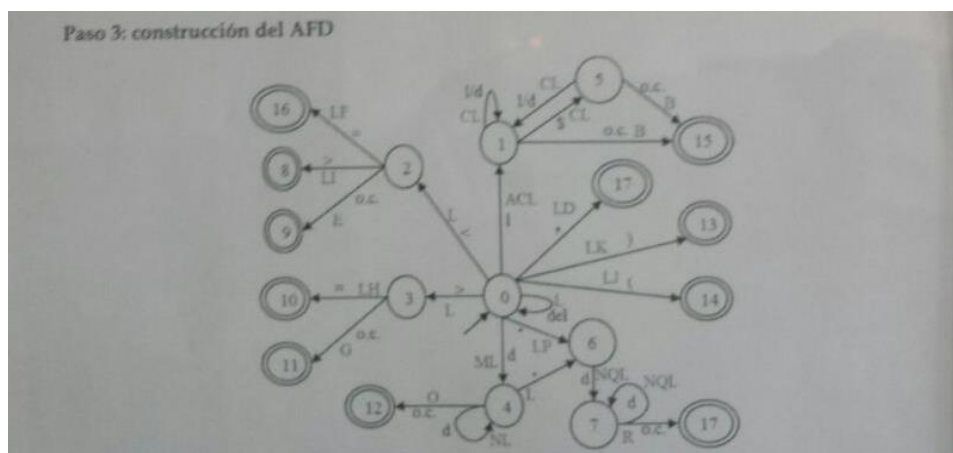 Paso 3: construcción del AFD
5
CL
o.c.
l/d
l/d
B
16
LF
CL
$
CL
=
1
o.c. B
15
>
8
LI
2
17
o.c.
ACL
LD
E
l
L
9
<
LK
)
13
=
LH
>
LJ
(
10
3
0
L
14
L
del
o.c.
G
LP
6
11
ML
d
O
L
d
NQL
NQL
12
o.c.
4
d
d
7
o.c.
17
NL
R